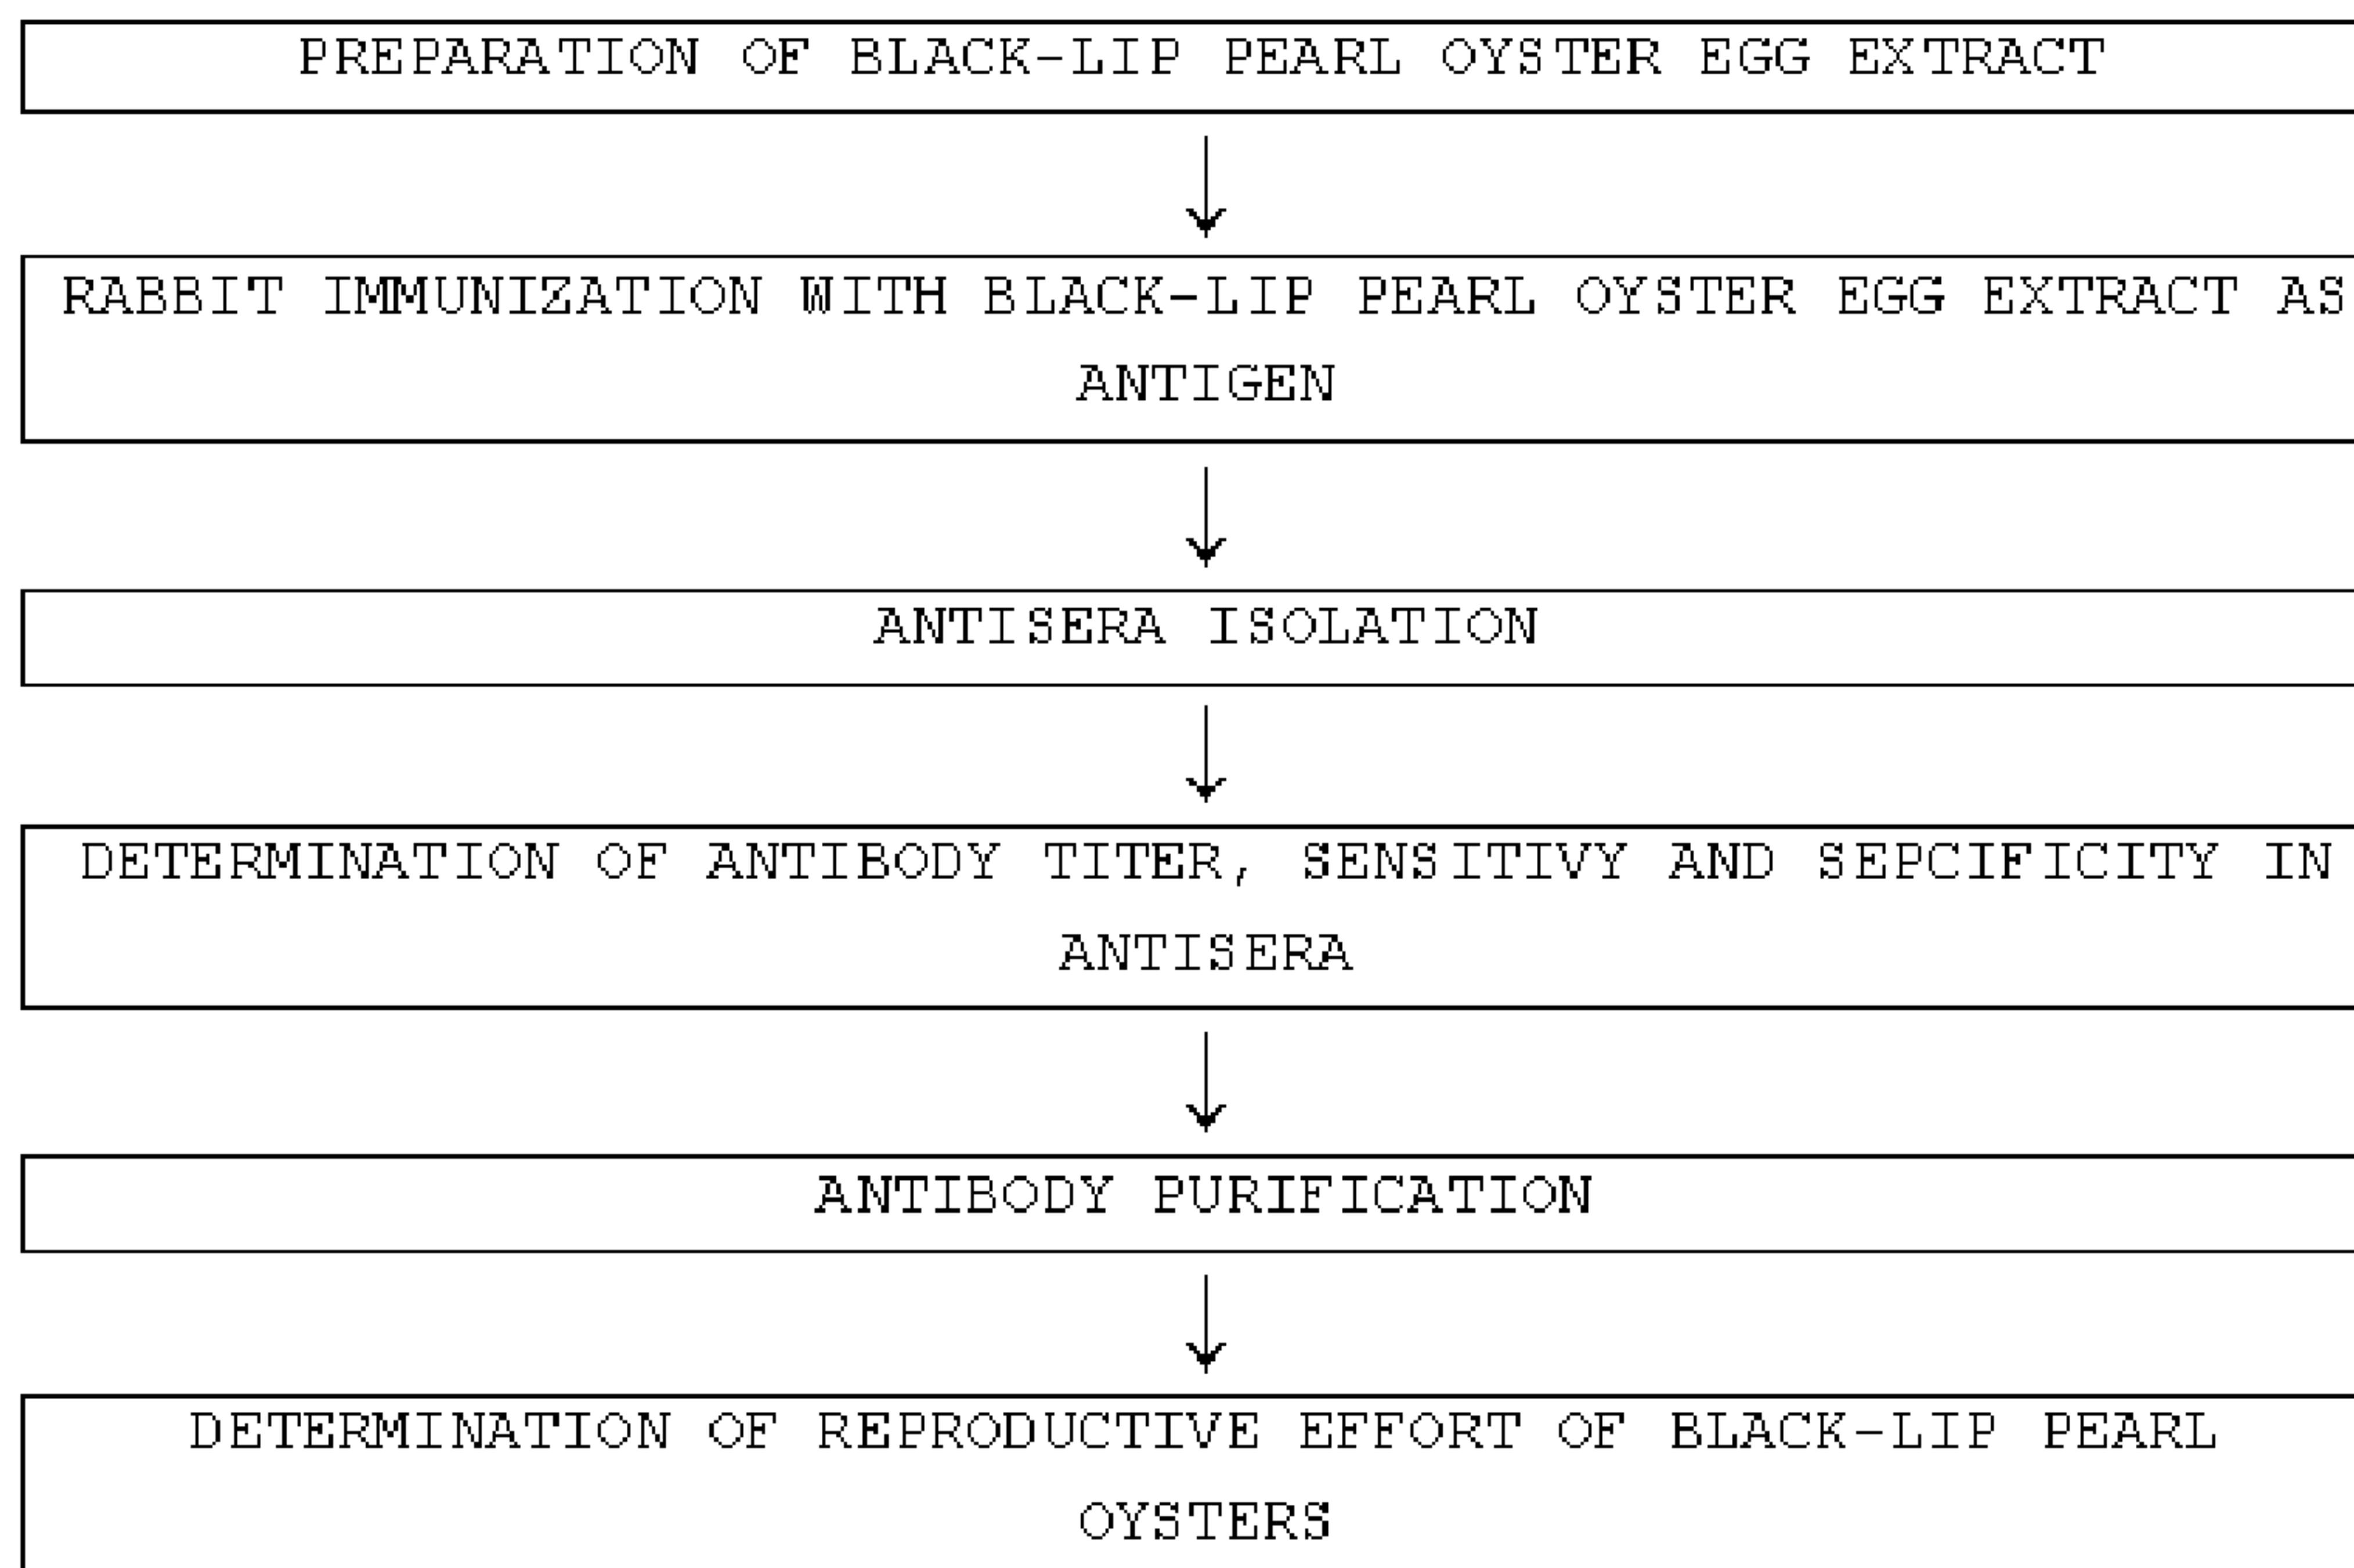 PREPARATION OF BLACK-LIP PEARL OYSTER EGG EXTRACT
RABBIT IMMUNIZATION WITH BLACK-LIP PEARL OYSTER EGG EXTRACT AS
ANTIGEN
ANTISERA ISOLATION
DETERMINATION OF ANTIBODY TITER, SENSITIVY AND SEPCIFICITY IN
ANTISERA
ANTIBODY PURIFICATION
DETERMINATION OF REPRODUCTIVE EFFORT OF BLACK-LIP PEARL
OYSTERS